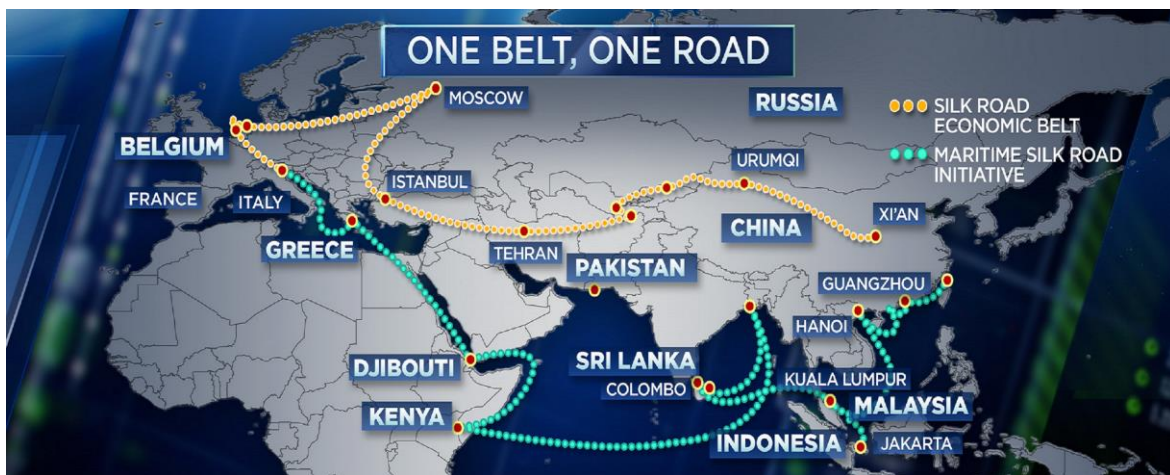 ONE BELT, ONE ROAD
MOSCOW
RUSSIA
SILK ROAD
ECONOMIC BELT
MARITIME SILK ROAD
INITIATIVE
BELGIUM
URUMQI
ISTANBUL
FRANCE
ITALY
XI'AN
CHINA
GREECE
TEHRAN
PAKISTAN
GUANGZHOU
HANOI
DJIBOUTI
SRI LANKA
COLOMBO
KUALA LUMPUR
MALAYSIA
KENYA
INDONESIA
JAKARTA